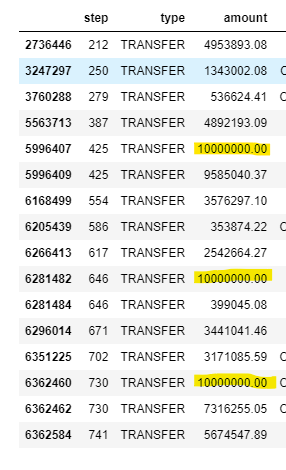 step type amount
2736446 212 TRANSFER 4953893.08
3247297 250 TRANSFER 1343002.08 C
3760288 279 TRANSFER 536624.41 C
5563713 387 TRANSFER 4892193.09
5996407 425 TRANSFER 10000000.00
5996409 425 TRANSFER 9585040.37
6168499 554 TRANSFER 3576297.10
6205439 586 TRANSFER 353874.22 C
6266413 617 TRANSFER 2542664.27
6281482 646 TRANSFER 10000000.00
6281484 646 TRANSFER 399045.08
6296014 671 TRANSFER 3441041.46
6351225 702 TRANSFER 3171085.59 C
6362460 730 TRANSFER 10000000.00 C
6362462 730 TRANSFER 7316255.05 C
6362584 741 TRANSFER 5674547.89